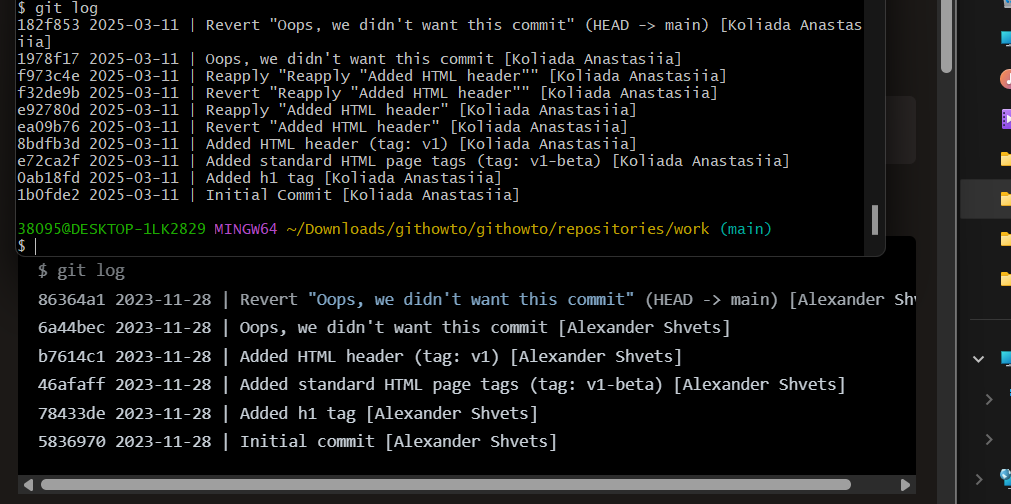 $ git log
182f853 2025-03-11 | Revert "Oops, we didn't want this commit" (HEAD -> main) [Koliada Anastas
iia]
1978f17 2025-03-11 | Oops, we didn't want this commit [Koliada Anastasiia]
f973c4e 2025-03-11 | Reapply "Reapply "Added HTML header"" [Koliada Anastasiia]
f32de9b 2025-03-11 | Revert "Reapply "Added HTML header"" [Koliada Anastasiia]
e92780d 2025-03-11 | Reapply "Added HTML header" [Koliada Anastasiia]
ea09b76 2025-03-11 | Revert "Added HTML header" [Koliada Anastasiia]
8bdfb3d 2025-03-11 | Added HTML header (tag: v1) [Koliada Anastasiia]
e72ca2f 2025-03-11 | Added standard HTML page tags (tag: v1-beta) [Koliada Anastasiia]
0ab18fd 2025-03-11 | Added h1 tag [Koliada Anastasiia]
1b0fde2 2025-03-11 | Initial Commit [Koliada Anastasiia]
38095@DESKTOP-1LK2829 MINGW64 ~/Downloads/githowto/githowto/repositories/work (main)
$
$ git log
86364a1 2023-11-28 | Revert "Oops, we didn't want this commit" (HEAD -> main) [Alexander Sh
6a44bec 2023-11-28 | Oops, we didn't want this commit [Alexander Shvets]
b7614c1 2023-11-28 | Added HTML header (tag: v1) [Alexander Shvets]
46afaff 2023-11-28 | Added standard HTML page tags (tag: v1-beta) [Alexander Shvets]
78433de 2023-11-28 | Added h1 tag [Alexander Shvets]
5836970 2023-11-28 | Initial commit [Alexander Shvets]